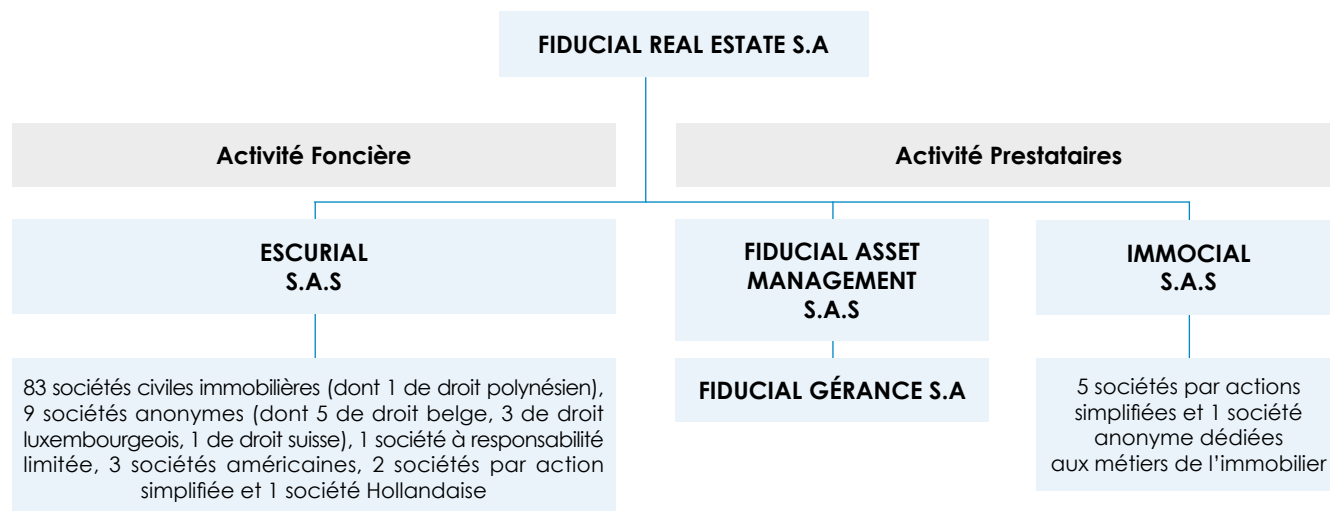 FIDUCIAL REAL ESTATE S.A
Activité Foncière
Activité Prestataires
ESCURIAL
S.A.S
FIDUCIAL ASSET
MANAGEMENT
S.A.S
IMMOCIAL
S.A.S
83 sociétés civiles immobilières (dont 1 de droit polynésien),
9 sociétés anonymes (dont 5 de droit belge, 3 de droit
luxembourgeois, 1 de droit suisse), 1 société à responsabilité
limitée, 3 sociétés américaines, 2 sociétés par action
simplifiée et 1 société Hollandaise
FIDUCIAL GÉRANCE S.A
5 sociétés par actions
simplifiées et 1 société
anonyme dédiées
aux métiers de l’immobilier